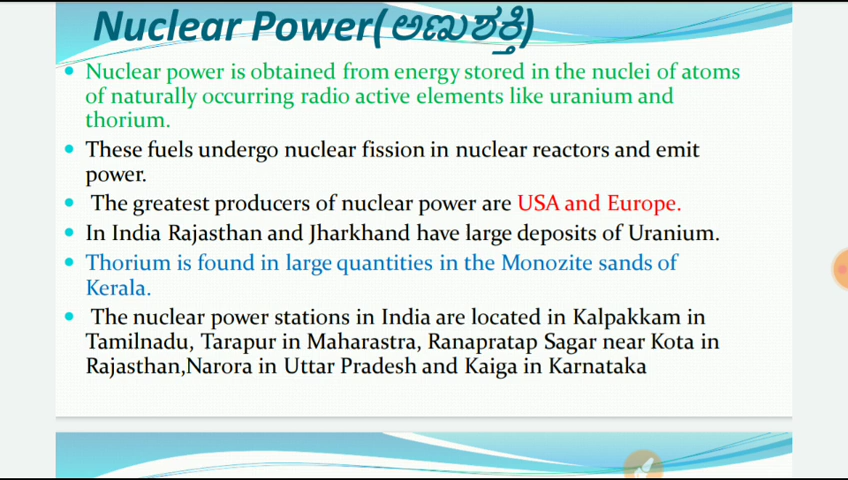 Nuclear Power(ಅಣುಶಕ್ತಿ)
Nuclear power is obtained from energy stored in the nuclei of atoms
of naturally occurring radio active elements like uranium and
thorium.
These fuels undergo nuclear fission in nuclear reactors and emit
power.
The greatest producers of nuclear power are USA and Europe.
In India Rajasthan and Jharkhand have large deposits of Uranium.
Thorium is found in large quantities in the Monozite sands of
Kerala.
The nuclear power stations in India are located in Kalpakkam in
Tamilnadu, Tarapur in Maharastra, Ranapratap Sagar near Kota in
Rajasthan,Narora in Uttar Pradesh and Kaiga in Karnataka